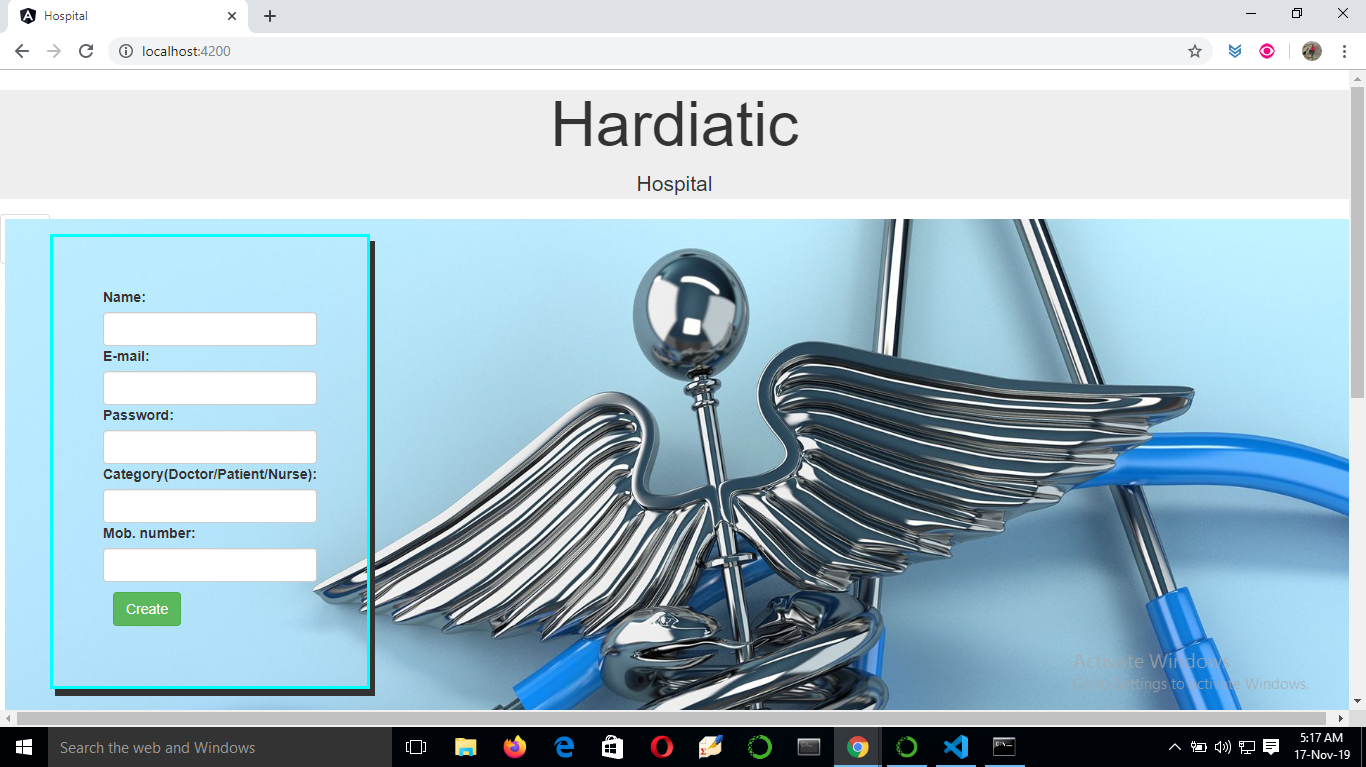 Hospital
localhost:4200
Hardiatic
Hospital
Name:
E-mail:
Password:
Category(Doctor/Patient/Nurse):
Mob. number:
Create
Activate Windows
Go to Settings to activate Windows.
Search the web and Windows
5:17 AM
17-Nov-19